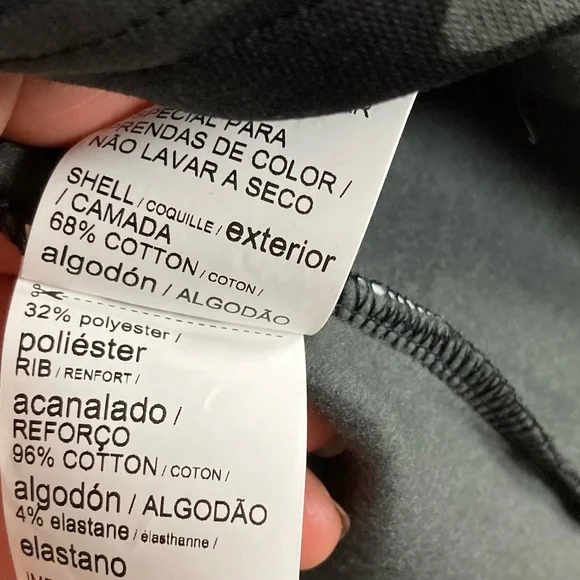 PARA
PRENDAS DE COLOR /
NÃO LAVAR A SECO
SHELL / COQUILLE / exterior
/ CAMADA
68% COTTON / COTON /
algodón / ALGODÃO
32% polyester /
poliéster
RIB / RENFORT /
acanalado /
REFORÇO
96% COTTON / COTON /
algodón / ALGODÃO
4% elastane / élasthanne /
elastano